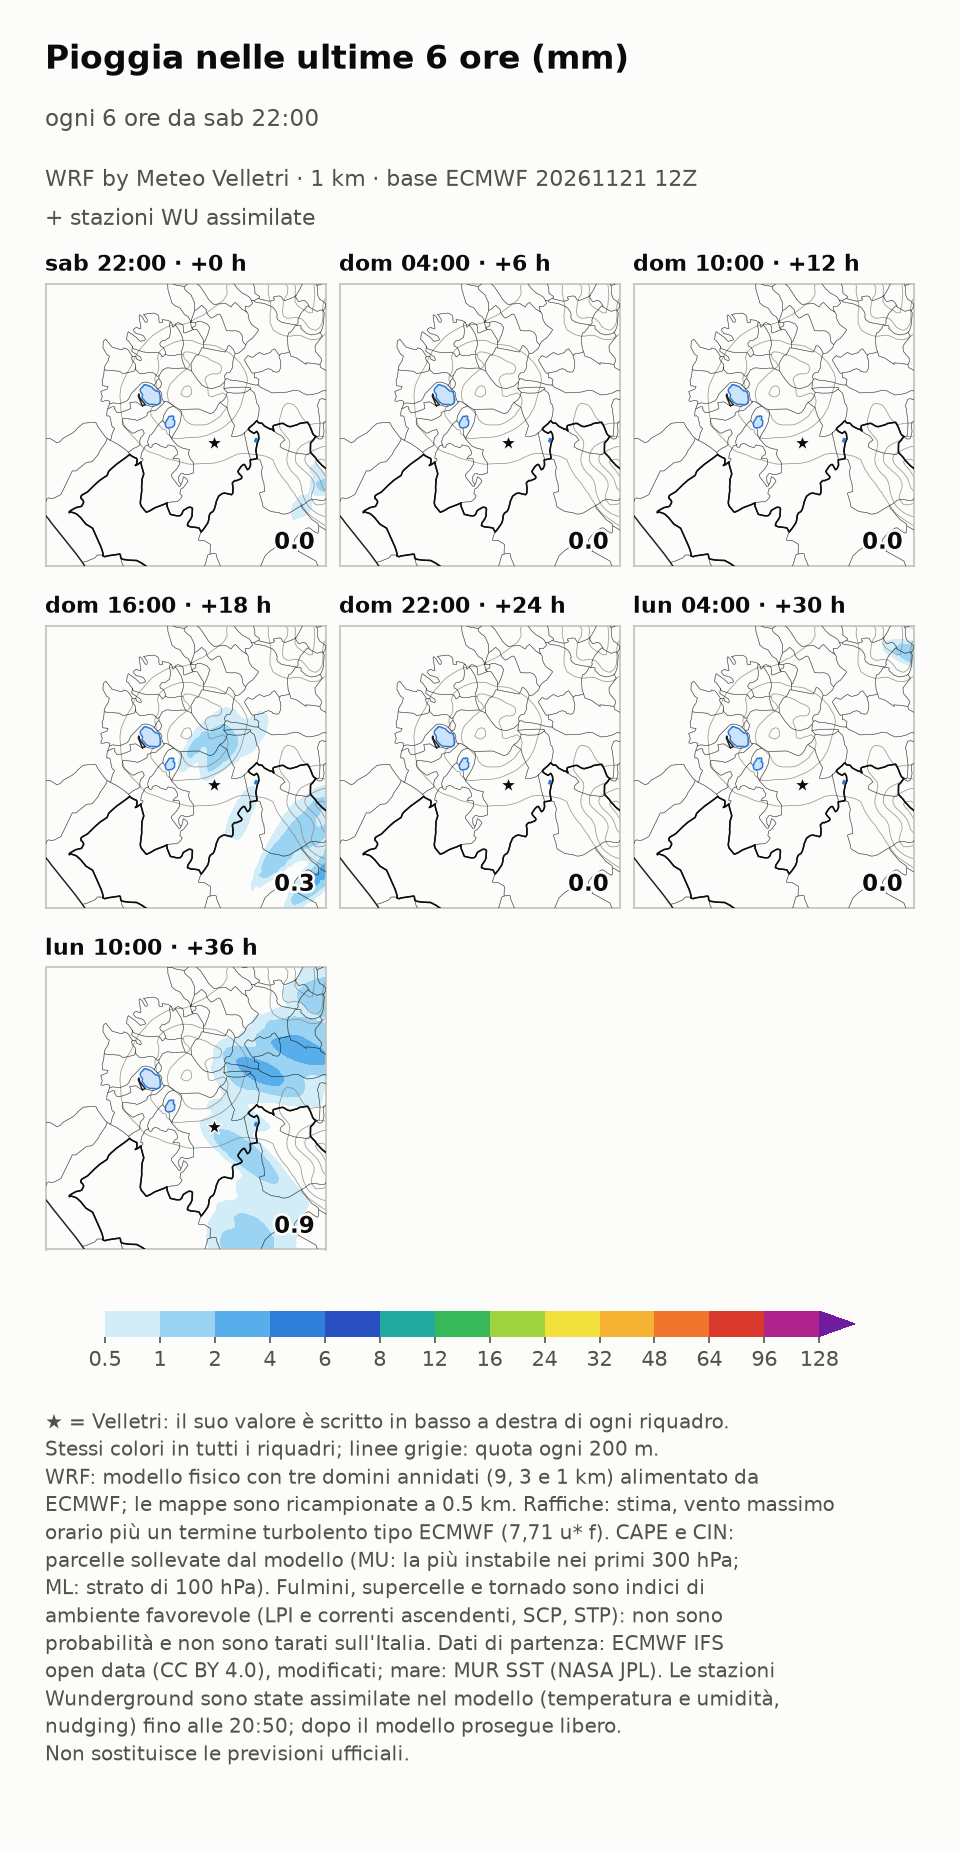 Pioggia nelle ultime 6 ore (mm)
ogni 6 ore da sab 22:00
WRF by Meteo Velletri · 1 km · base ECMWF 20261121 12Z
+ stazioni WU assimilate
sab 22:00 · +0 h
dom 04:00 · +6 h
dom 10:00 · +12 h
0.0
0.0
0.0
dom 16:00 · +18 h
dom 22:00 · +24 h
lun 04:00 · +30 h
0.3
0.0
0.0
lun 10:00 · +36 h
0.9
0.5 1 2 4 6 8 12 16 24 32 48 64 96 128
★ = Velletri: il suo valore è scritto in basso a destra di ogni riquadro.
Stessi colori in tutti i riquadri; linee grigie: quota ogni 200 m.
WRF: modello fisico con tre domini annidati (9, 3 e 1 km) alimentato da
ECMWF; le mappe sono ricampionate a 0.5 km. Raffiche: stima, vento massimo
orario più un termine turbolento tipo ECMWF (7,71 u* f). CAPE e CIN:
parcelle sollevate dal modello (MU: la più instabile nei primi 300 hPa;
ML: strato di 100 hPa). Fulmini, supercelle e tornado sono indici di
ambiente favorevole (LPI e correnti ascendenti, SCP, STP): non sono
probabilità e non sono tarati sull'Italia. Dati di partenza: ECMWF IFS
open data (CC BY 4.0), modificati; mare: MUR SST (NASA JPL). Le stazioni
Wunderground sono state assimilate nel modello (temperatura e umidità,
nudging) fino alle 20:50; dopo il modello prosegue libero.
Non sostituisce le previsioni ufficiali.